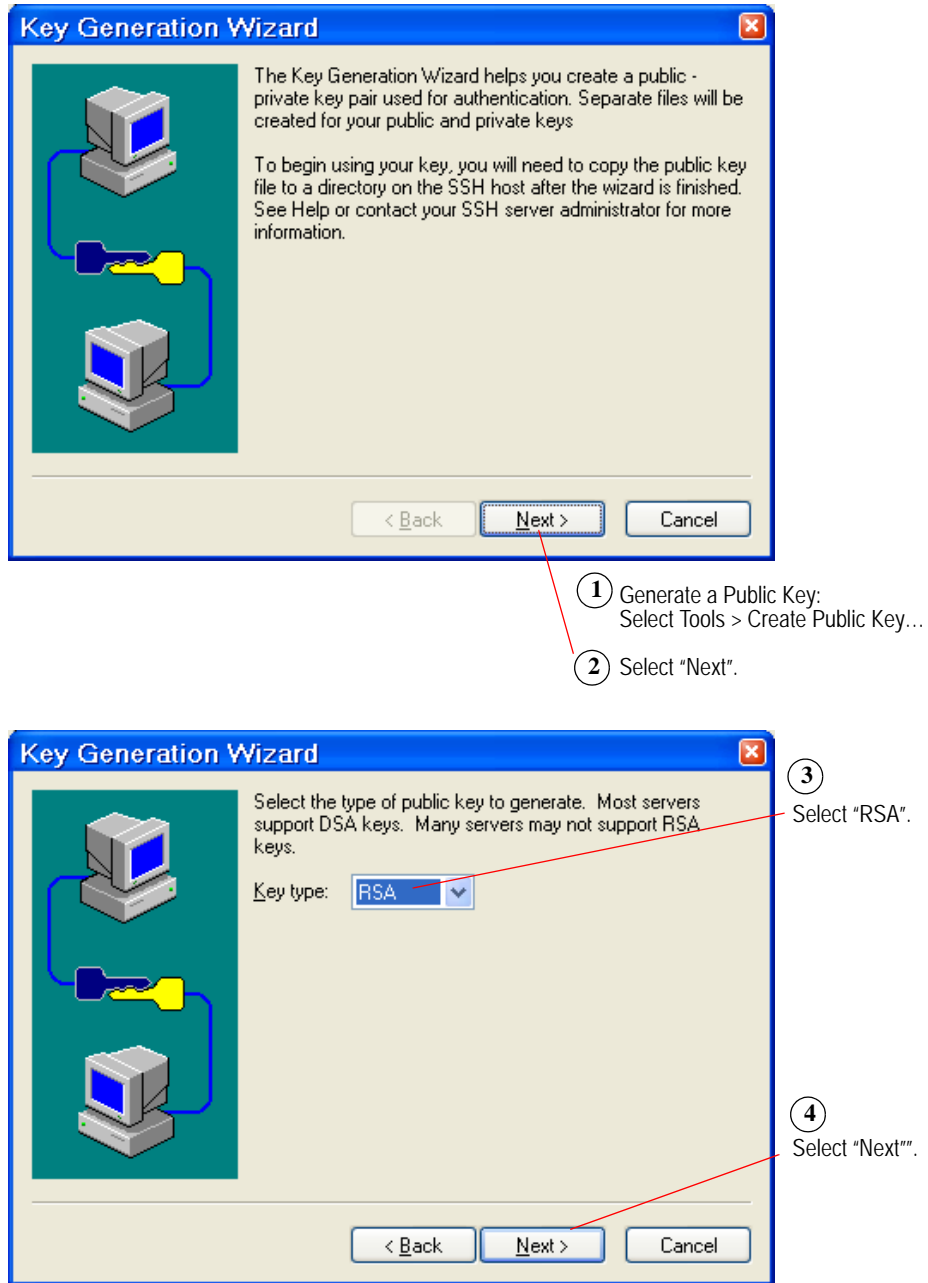 Key Generation Wizard
The Key Generation Wizard helps you create a public -
private key pair used for authentication. Separate files will be
created for your public and private keys
To begin using your key, you will need to copy the public key
file to a directory on the SSH host after the wizard is finished.
See Help or contact your SSH server administrator for more
information.
< Back
Next >
Cancel
1 Generate a Public Key:
Select Tools > Create Public Key…
2 Select “Next”.
Key Generation Wizard
Select the type of public key to generate. Most servers
support DSA keys. Many servers may not support RSA
keys.
Key type: RSA
3
Select “RSA”.
4
Select “Next””.
< Back
Next >
Cancel